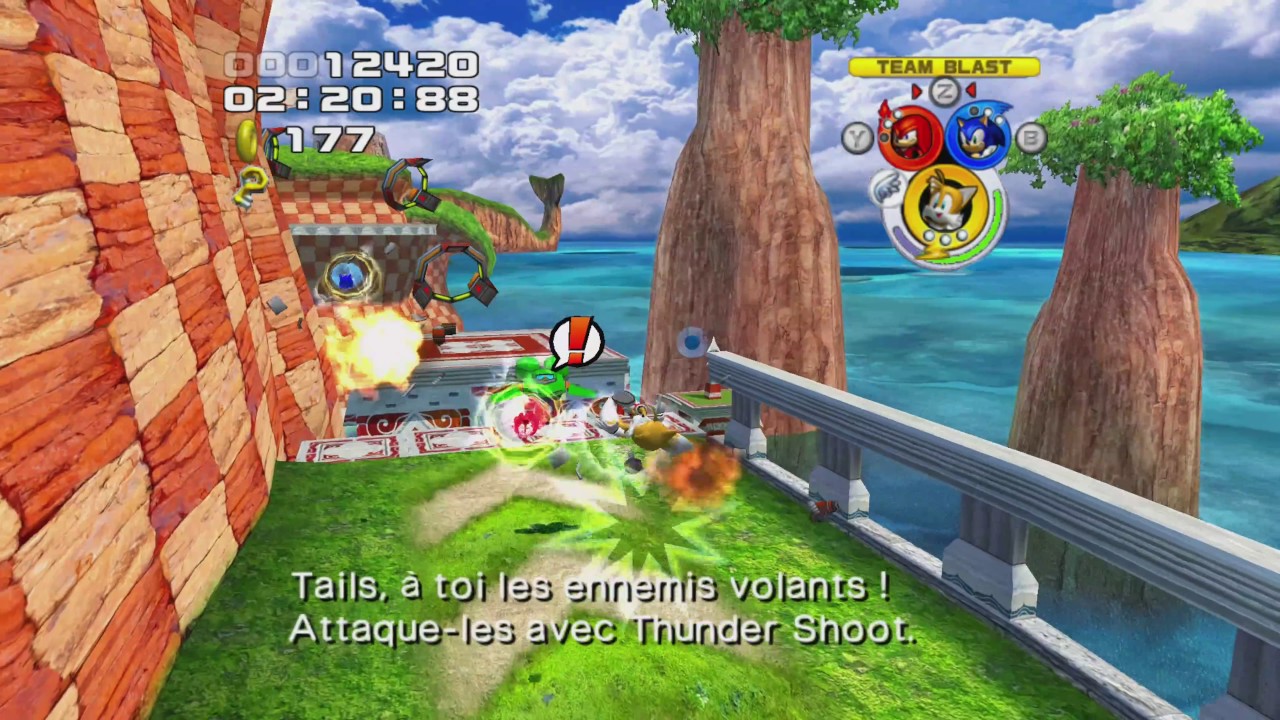 00012420
TEAM BLAST
02:20:88
Z
177
Y
B
Tails, à toi les ennemis volants !
Attaque-les avec Thunder Shoot.